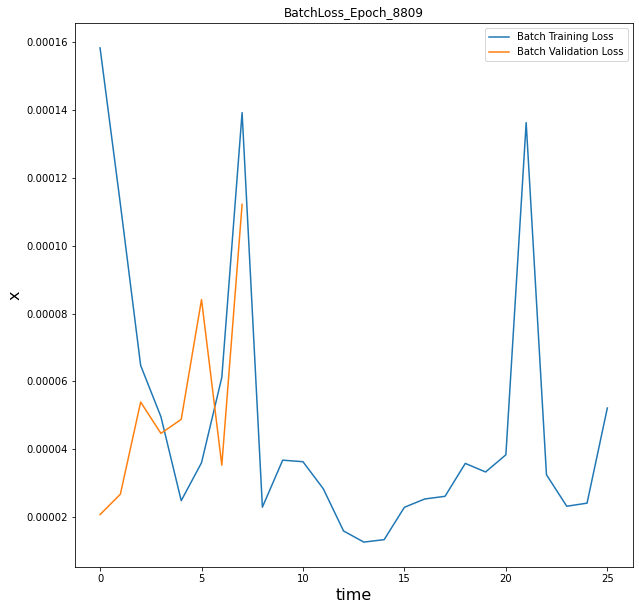 BatchLoss_Epoch_8809
Batch Training Loss
Batch Validation Loss
0.00016
0.00014
0.00012
0.00010
0.00008
0.00006
0.00004
0.00002
x
0 5 10 15 20 25
time